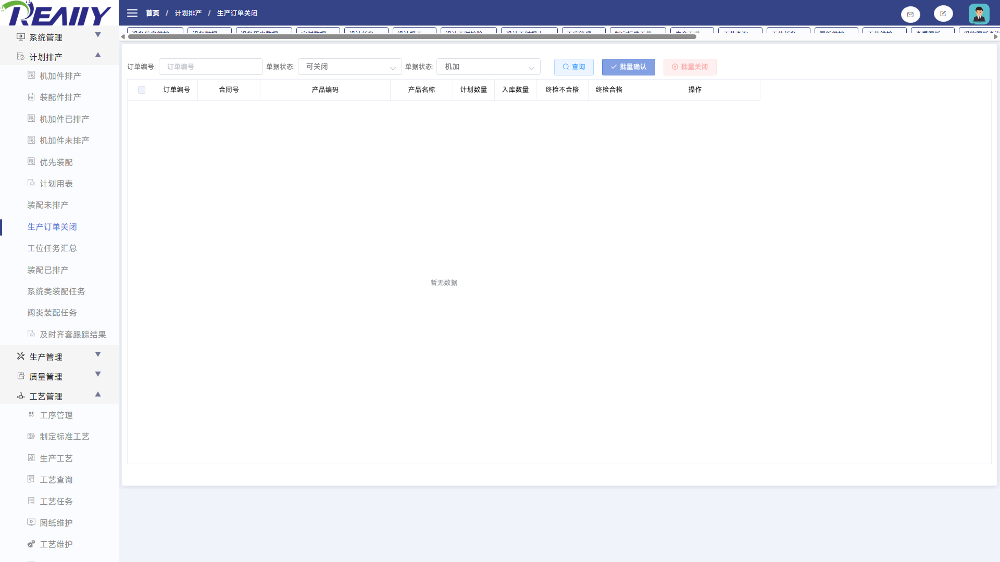 REALLY
首页 / 计划排产 / 生产订单关闭
系统管理
计划排产
机加件排产
装配件排产
机加件已排产
机加件未排产
优先装配
计划用表
装配未排产
生产订单关闭
工位任务汇总
装配已排产
系统类装配任务
阀类装配任务
及时齐套跟踪结果
生产管理
质量管理
工艺管理
工序管理
制定标准工艺
生产工艺
工艺查询
工艺任务
图纸维护
工艺维护
订单编号: 订单编号 单据状态: 可关闭 单据状态: 机加 查询 批量确认 批量关闭
订单编号 合同号 产品编码 产品名称 计划数量 入库数量 终检不合格 终检合格 操作
暂无数据